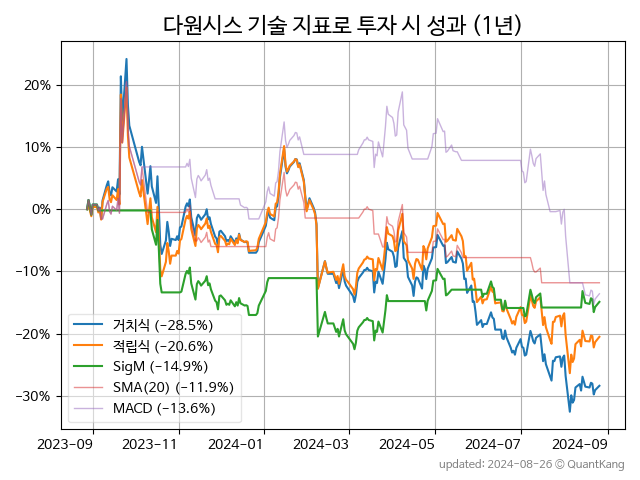 다원시스 기술 지표로 투자 시 성과 (1년)
20%
10%
0%
−10%
−20%
−30%
거치식 (−28.5%)
적립식 (−20.6%)
SigM (−14.9%)
SMA(20) (−11.9%)
MACD (−13.6%)
2023−09 2023−11 2024−01 2024−03 2024−05 2024−07 2024−09
updated: 2024−08−26 © QuantKang